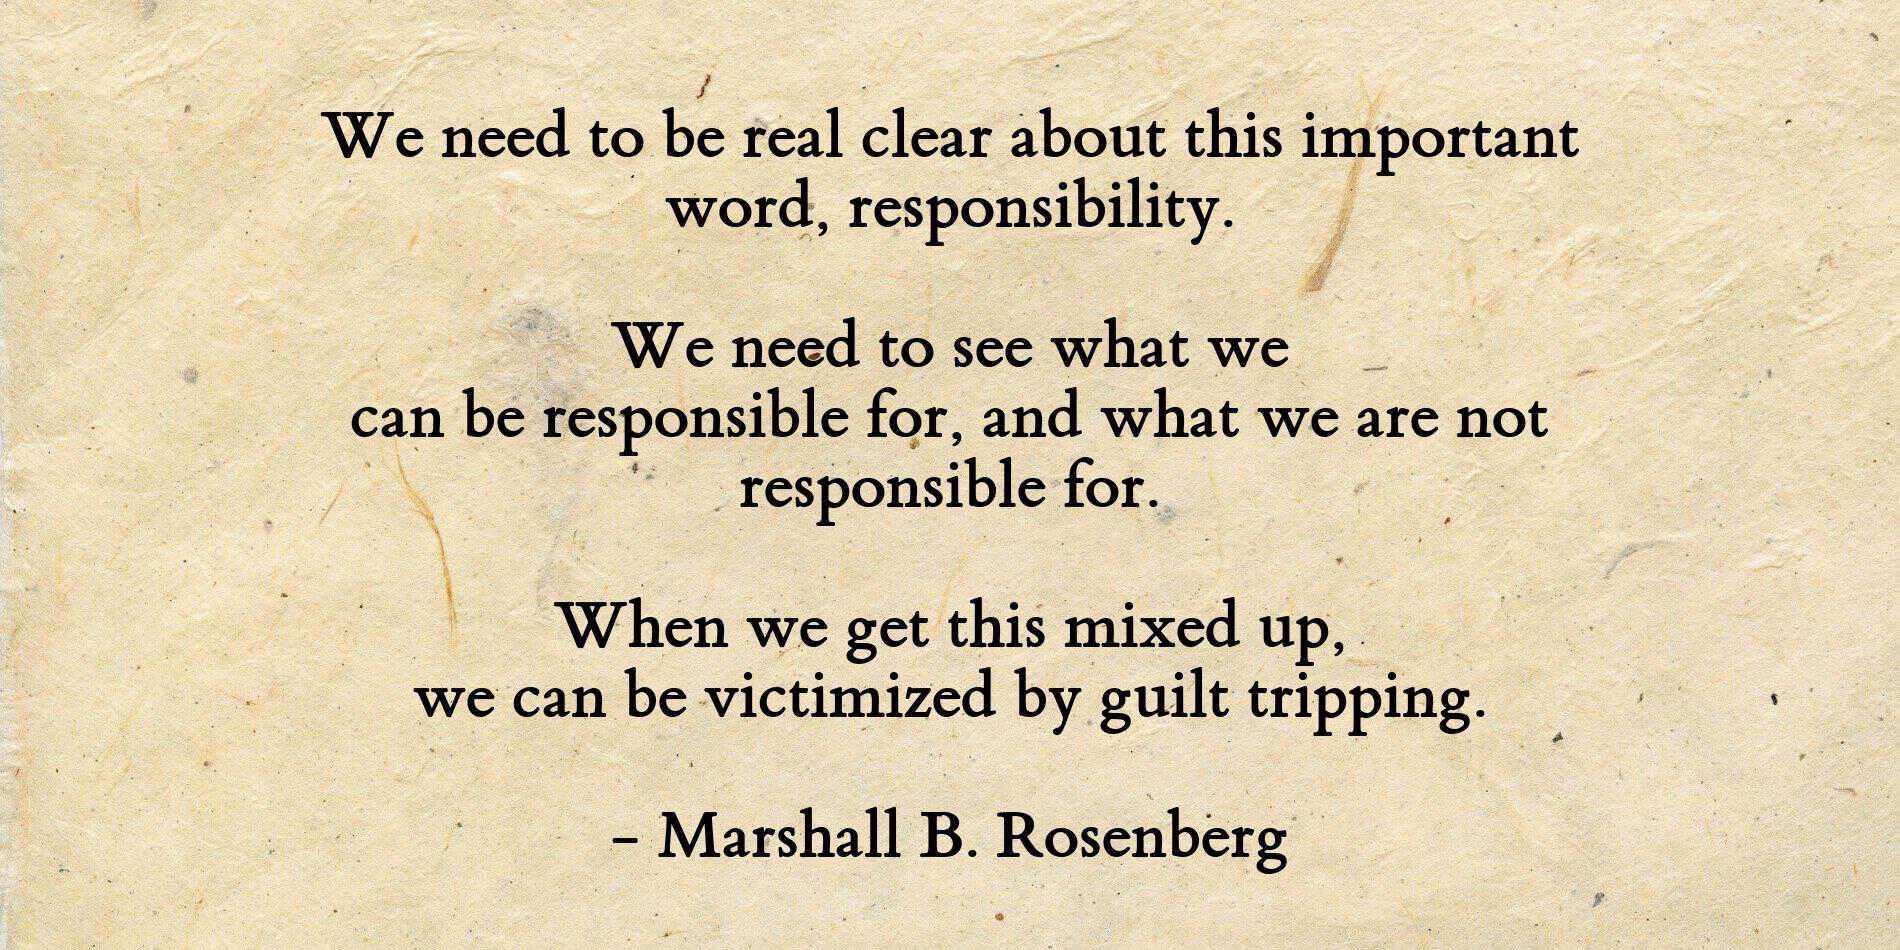 We need to be real clear about this important
word, responsibility.
We need to see what we
can be responsible for, and what we are not
responsible for.
When we get this mixed up,
we can be victimized by guilt tripping.
– Marshall B. Rosenberg